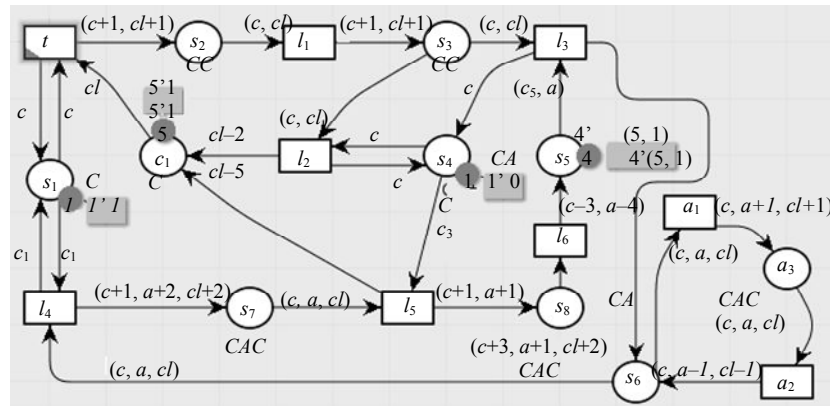 (c+1, cl+1) (c, cl) (c+1, cl+1) (c, cl)
t s2 l1 s3 l3
CC CC
cl 5’1 c (c5, a)
5’1
c c 5 (c, cl) cl–2 c 4’ (5, 1)
c1 l2 s4 s5 4 4’(5, 1)
C cl–5 c CA
s1 C 1 1’ 0
1 1’ 1 C (c–3, a–4) a1 (c, a+1, cl+1)
c3
c1 c1 l6 (c, a, cl)
a3
(c+1, a+2, cl+2) (c, a, cl) (c+1, a+1) CA CAC
l4 s7 l5 s8 (c, a, cl)
CAC (c+3, a+1, cl+2)
(c, a, cl) CAC s6 (c, a–1, cl–1) a2